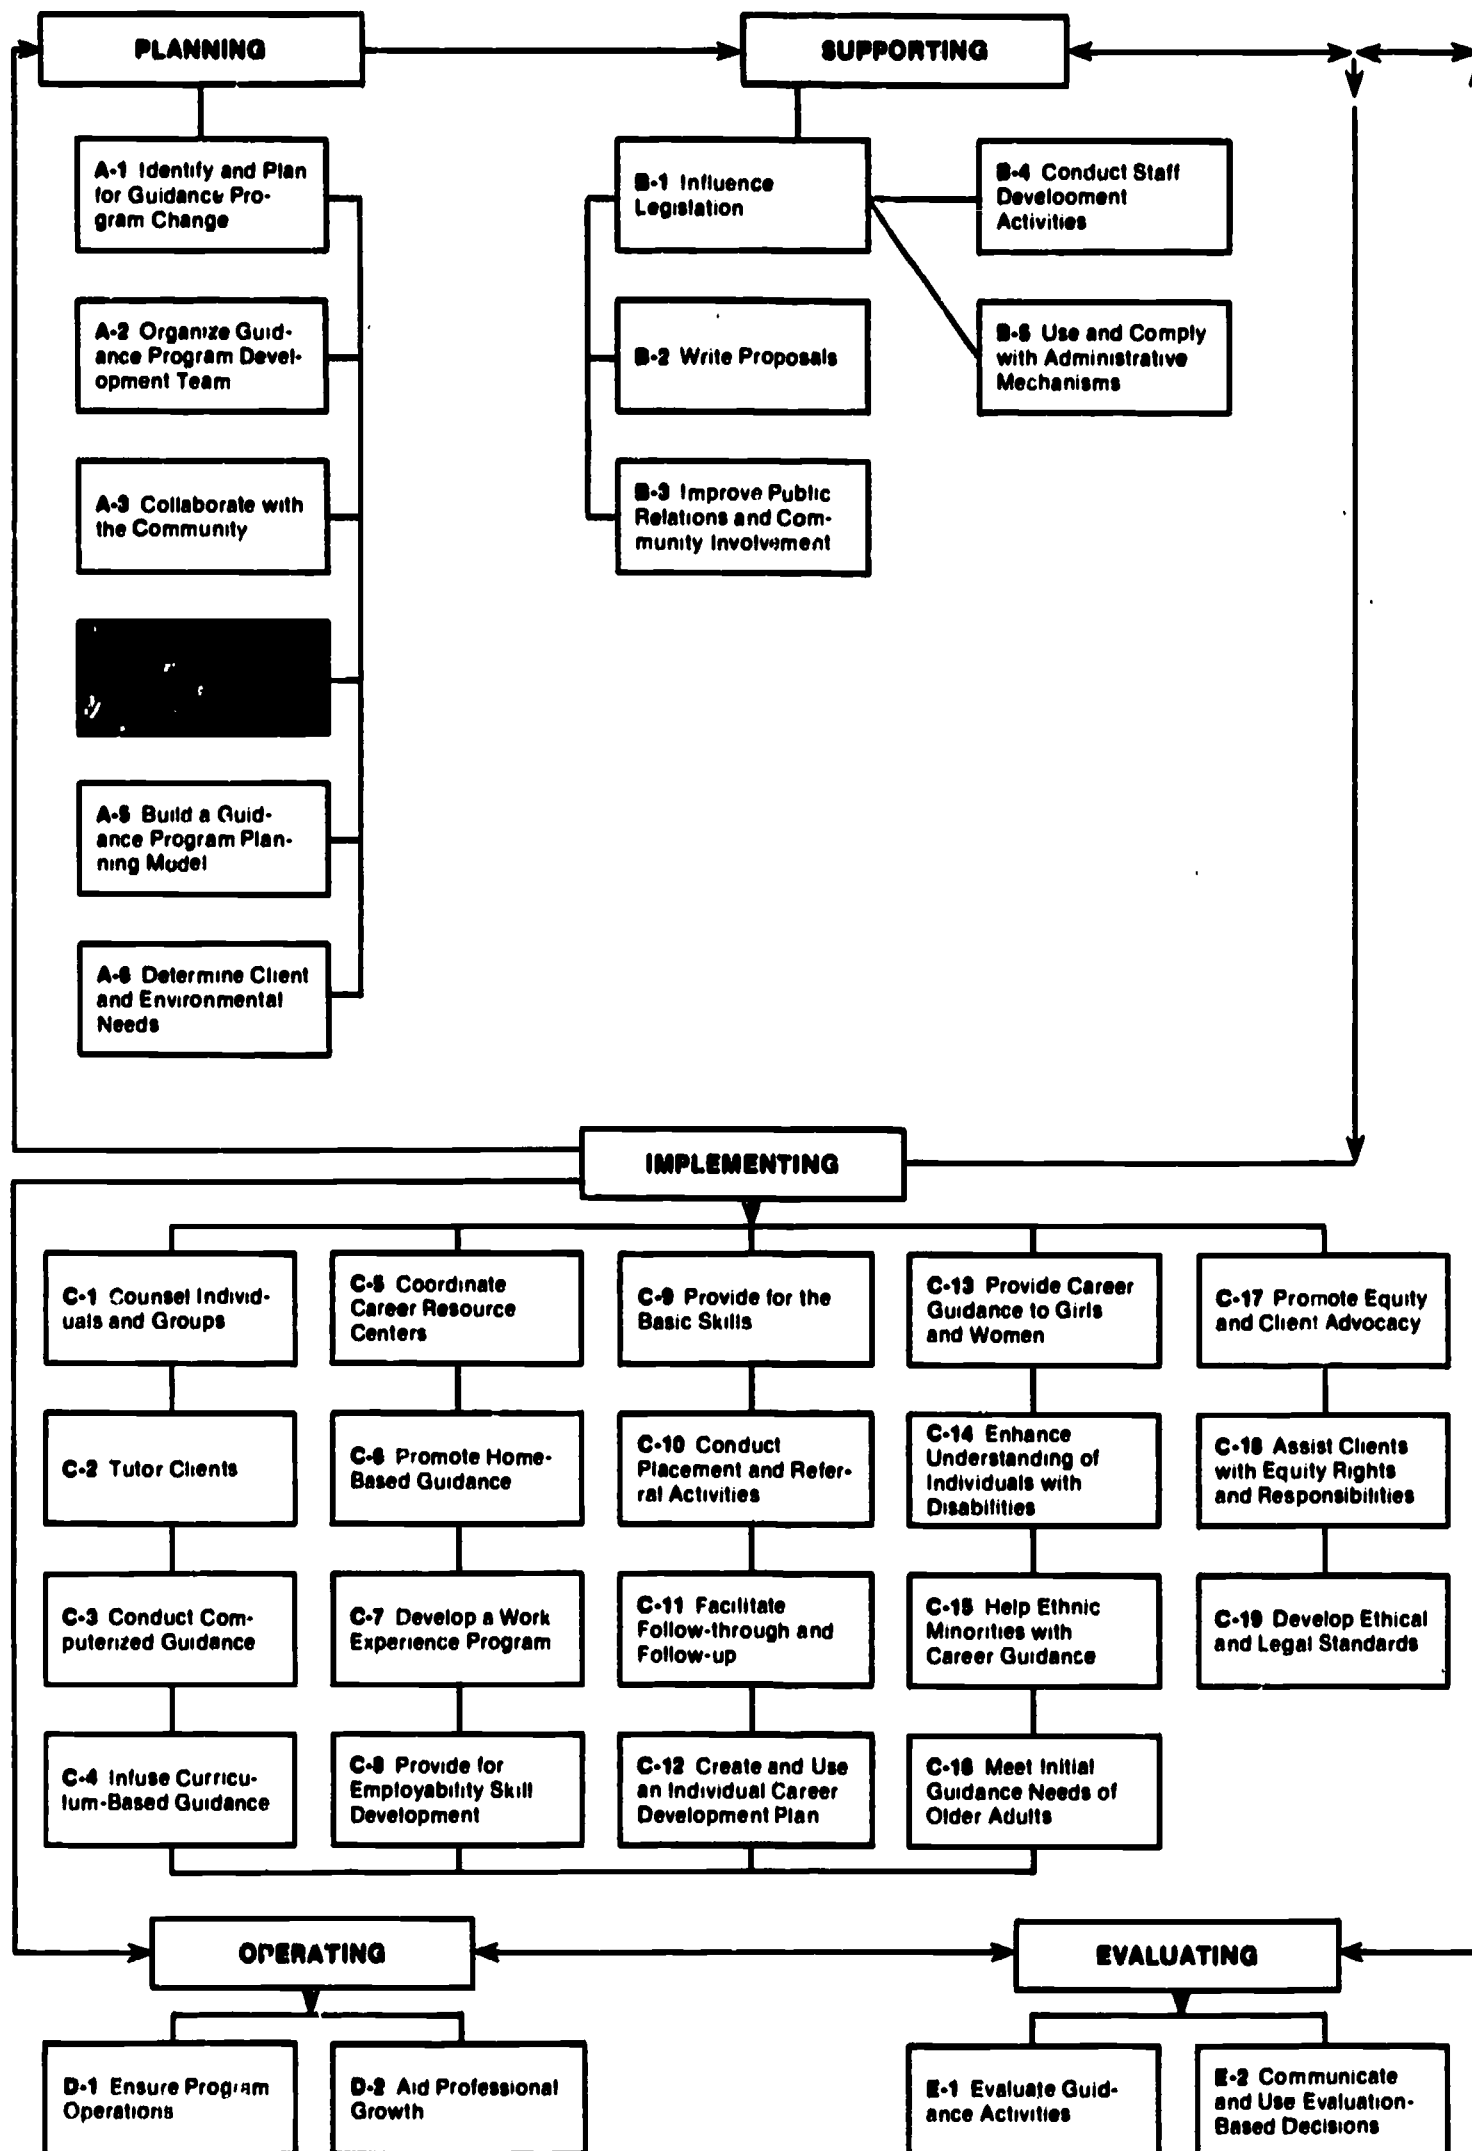 PLANNING
SUPPORTING
A-1 Identify and Plan
for Guidance Pro-
gram Change
A-2 Organize Guid-
ance Program Devel-
opment Team
A-3 Collaborate with
the Community
A-5 Build a Guid-
ance Program Plan-
ning Model
A-6 Determine Client
and Environmental
Needs
B-1 Influence
Legislation
B-2 Write Proposals
B-3 Improve Public
Relations and Com-
munity Involvement
B-4 Conduct Staff
Develooment
Activities
B-5 Use and Comply
with Administrative
Mechanisms
IMPLEMENTING
C-1 Counsel Individ-
uals and Groups
C-2 Tutor Clients
C-3 Conduct Com-
puterized Guidance
C-4 Infuse Curricu-
lum-Based Guidance
C-5 Coordinate
Career Resource
Centers
C-6 Promote Home-
Based Guidance
C-7 Develop a Work
Experience Program
C-8 Provide for
Employability Skill
Development
C-9 Provide for the
Basic Skills
C-10 Conduct
Placement and Refer-
ral Activities
C-11 Facilitate
Follow-through and
Follow-up
C-12 Create and Use
an Individual Career
Development Plan
C-13 Provide Career
Guidance to Girls
and Women
C-14 Enhance
Understanding of
Individuals with
Disabilities
C-15 Help Ethnic
Minorities with
Career Guidance
C-16 Meet Initial
Guidance Needs of
Older Adults
C-17 Promote Equity
and Client Advocacy
C-18 Assist Clients
with Equity Rights
and Responsibilities
C-19 Develop Ethical
and Legal Standards
OPERATING
EVALUATING
D-1 Ensure Program
Operations
D-2 Aid Professional
Growth
E-1 Evaluate Guid-
ance Activities
E-2 Communicate
and Use Evaluation-
Based Decisions